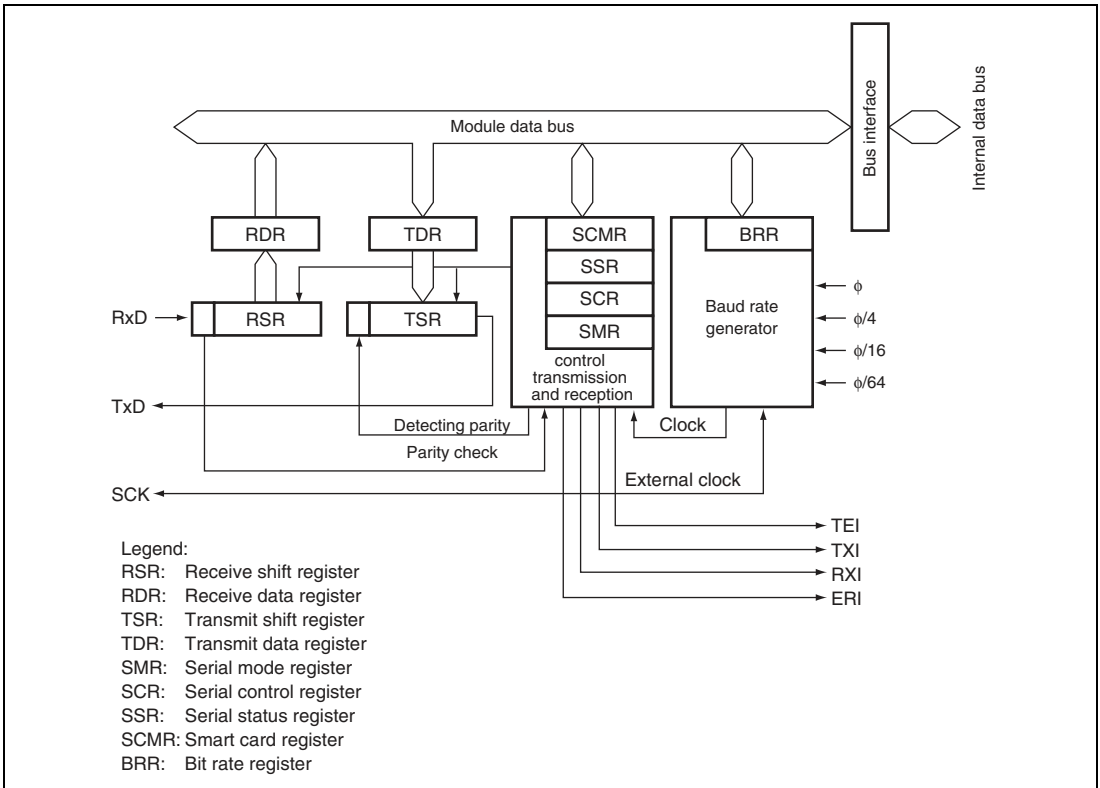 Module data bus
Bus interface
Internal data bus
RDR
TDR
SCMR
BRR
SSR
SCR
SMR
control
transmission
and reception
Baud rate
generator
ϕ
ϕ/4
ϕ/16
ϕ/64
RxD
RSR
TSR
TxD
Detecting parity
Parity check
Clock
External clock
SCK
TEI
TXI
RXI
ERI
Legend:
RSR: Receive shift register
RDR: Receive data register
TSR: Transmit shift register
TDR: Transmit data register
SMR: Serial mode register
SCR: Serial control register
SSR: Serial status register
SCMR: Smart card register
BRR: Bit rate register